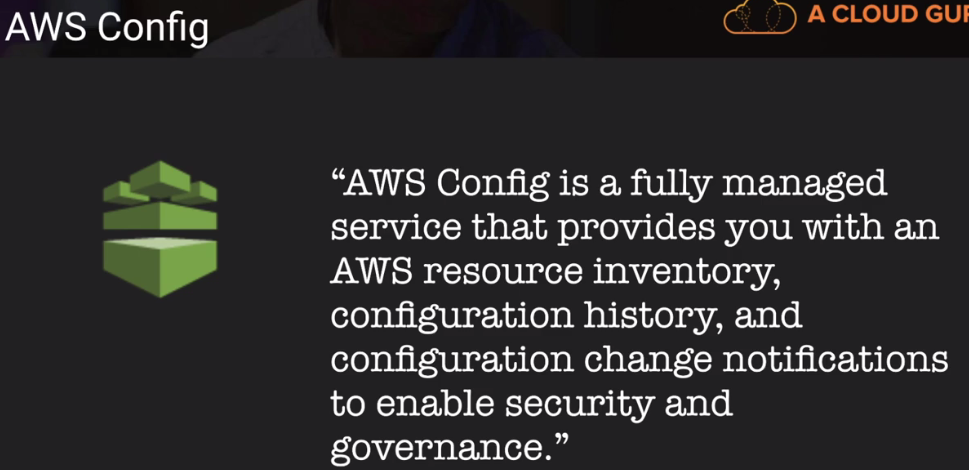 AWS Config
A CLOUD
“AWS Config is a fully managed
service that provides you with an
AWS resource inventory,
configuration history, and
configuration change notifications
to enable security and
governance.”